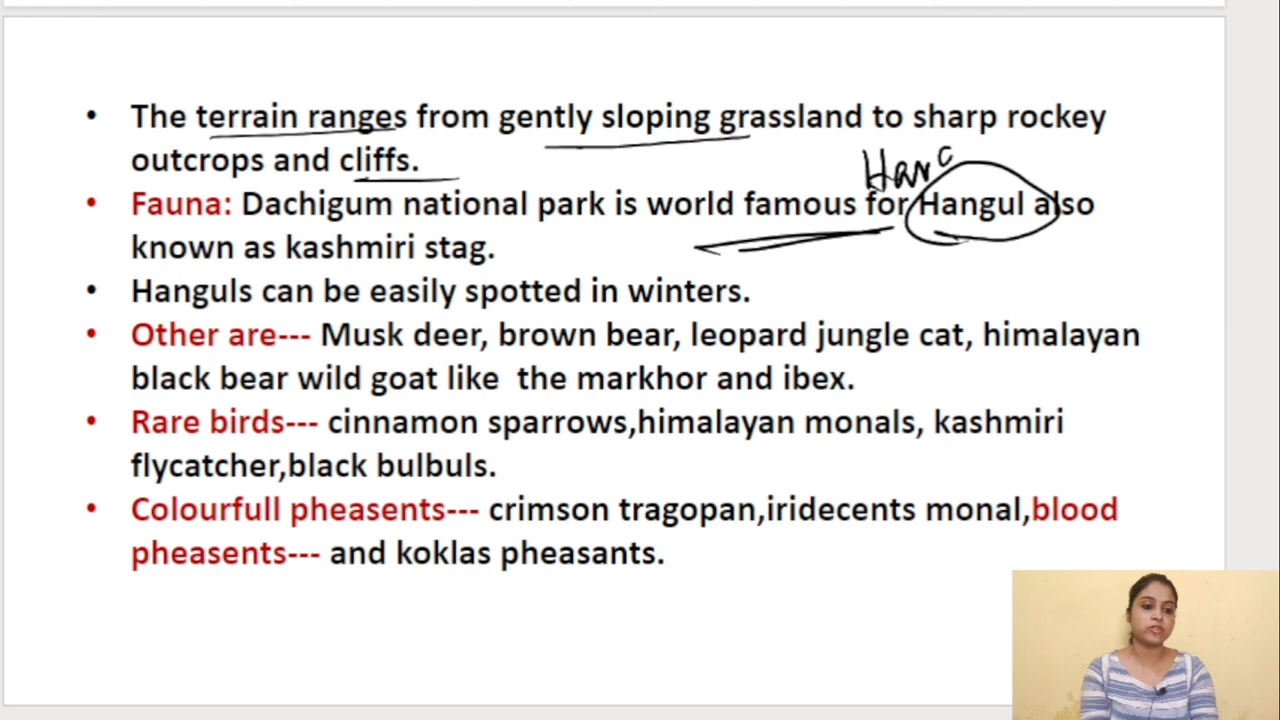 • The terrain ranges from gently sloping grassland to sharp rockey
outcrops and cliffs.
Han
• Fauna: Dachigum national park is world famous for Hangul also
known as kashmiri stag.
• Hanguls can be easily spotted in winters.
• Other are--- Musk deer, brown bear, leopard jungle cat, himalayan
black bear wild goat like the markhor and ibex.
• Rare birds--- cinnamon sparrows,himalayan monals, kashmiri
flycatcher,black bulbuls.
• Colourfull pheasents--- crimson tragopan,iridecents monal,blood
pheasents--- and koklas pheasants.